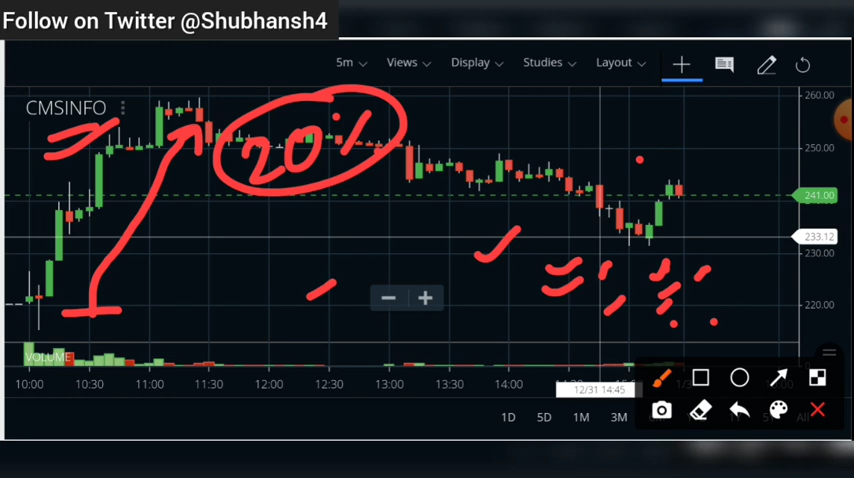 Follow on Twitter @Shubhansh4
5m Views Display Studies Layout
CMSINFO
260.00
20%
250.00
241.00
233.12
230.00
220.00
VOLUME
0
10:00 10:30 11:00 11:30 12:00 12:30 13:00 13:30 14:00
12/31 14:45
1D 5D 1M 3M All